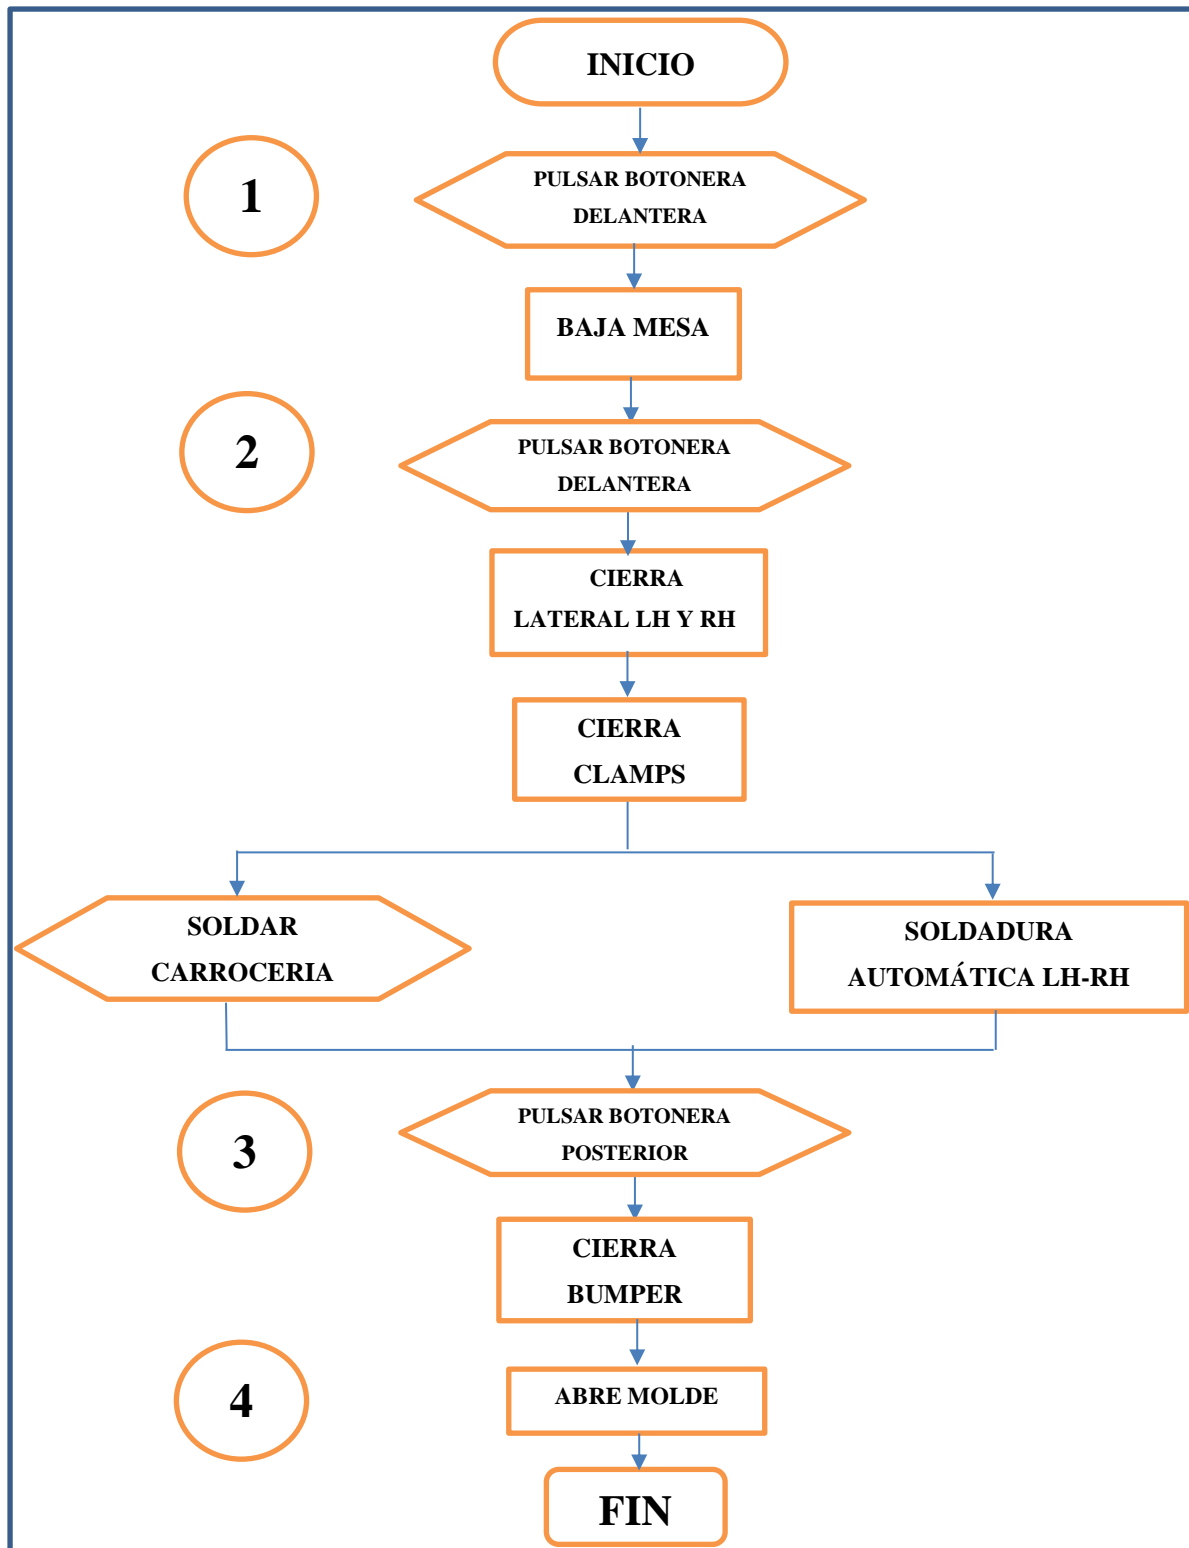 INICIO
1
PULSAR BOTONERA
DELANTERA
BAJA MESA
2
PULSAR BOTONERA
DELANTERA
CIERRA
LATERAL LH Y RH
CIERRA
CLAMPS
SOLDAR
CARROCERIA
SOLDADURA
AUTOMÁTICA LH-RH
3
PULSAR BOTONERA
POSTERIOR
CIERRA
BUMPER
4
ABRE MOLDE
FIN